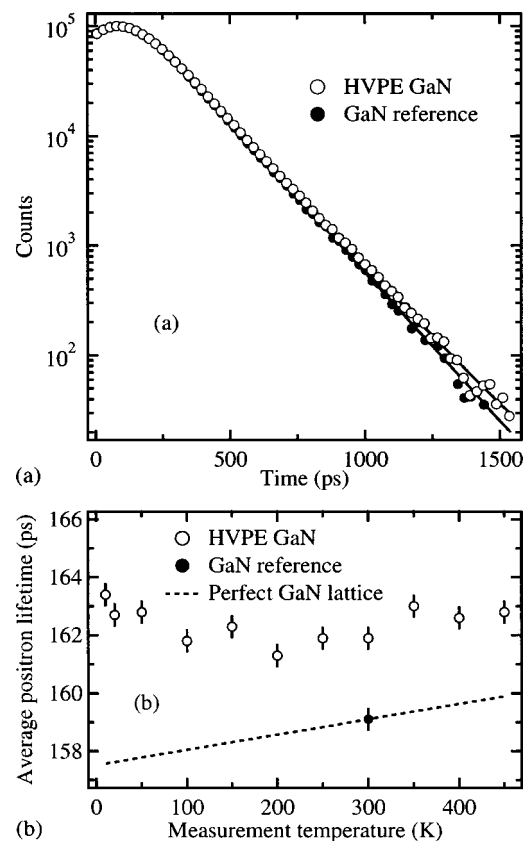 10^5
10^4
10^3
10^2
Counts
HVPE GaN
GaN reference
(a)
0 500 1000 1500
(a)
Time (ps)
166
164
163
162
160
158
Average positron lifetime (ps)
HVPE GaN
GaN reference
Perfect GaN lattice
(b)
0 100 200 300 400
(b)
Measurement temperature (K)